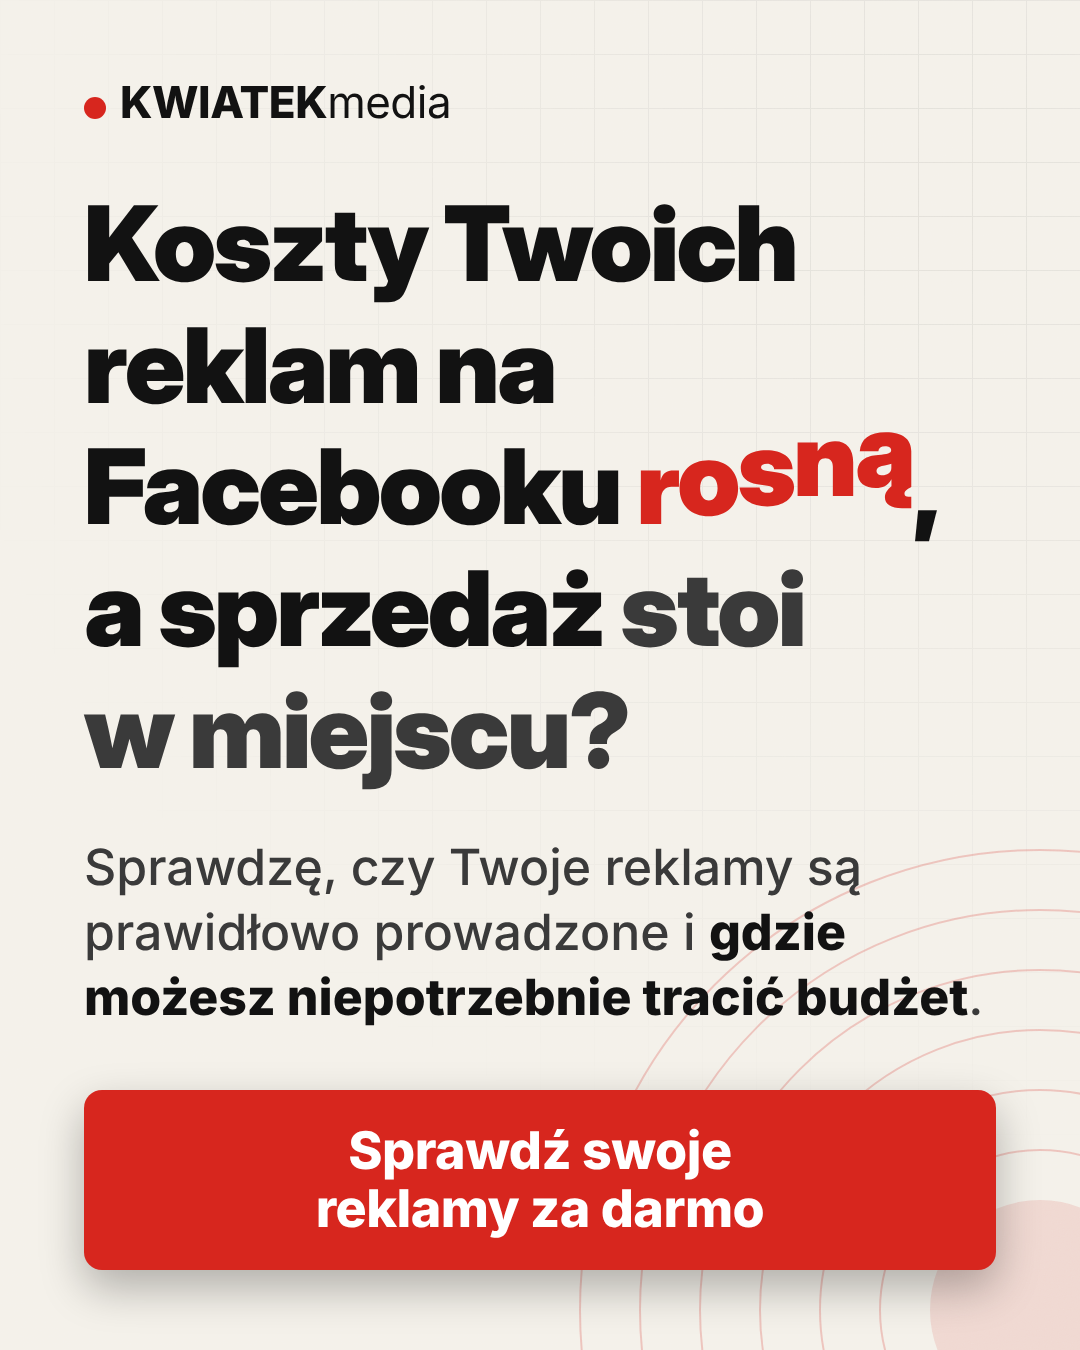 KWIATEKmedia
Koszty Twoich
reklam na
Facebooku rosną,
a sprzedaż stoi
w miejscu?
Sprawdzę, czy Twoje reklamy są
prawidłowo prowadzone i gdzie
możesz niepotrzebnie tracić budżet.
Sprawdź swoje
reklamy za darmo